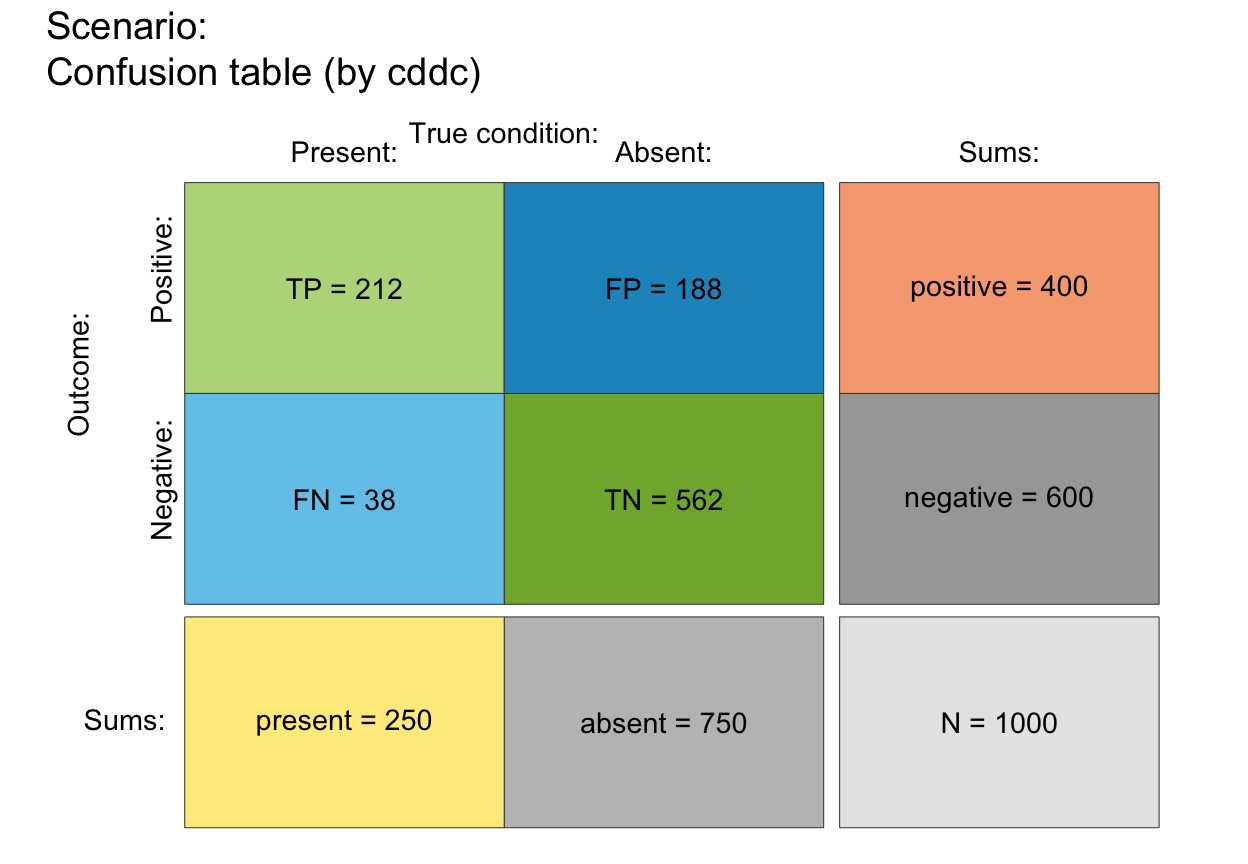 Scenario:
Confusion table (by cddc)
True condition:
Present:
Absent:
Sums:
Outcome:
Positive:
TP = 212
FP = 188
positive = 400
Negative:
FN = 38
TN = 562
negative = 600
Sums:
present = 250
absent = 750
N = 1000